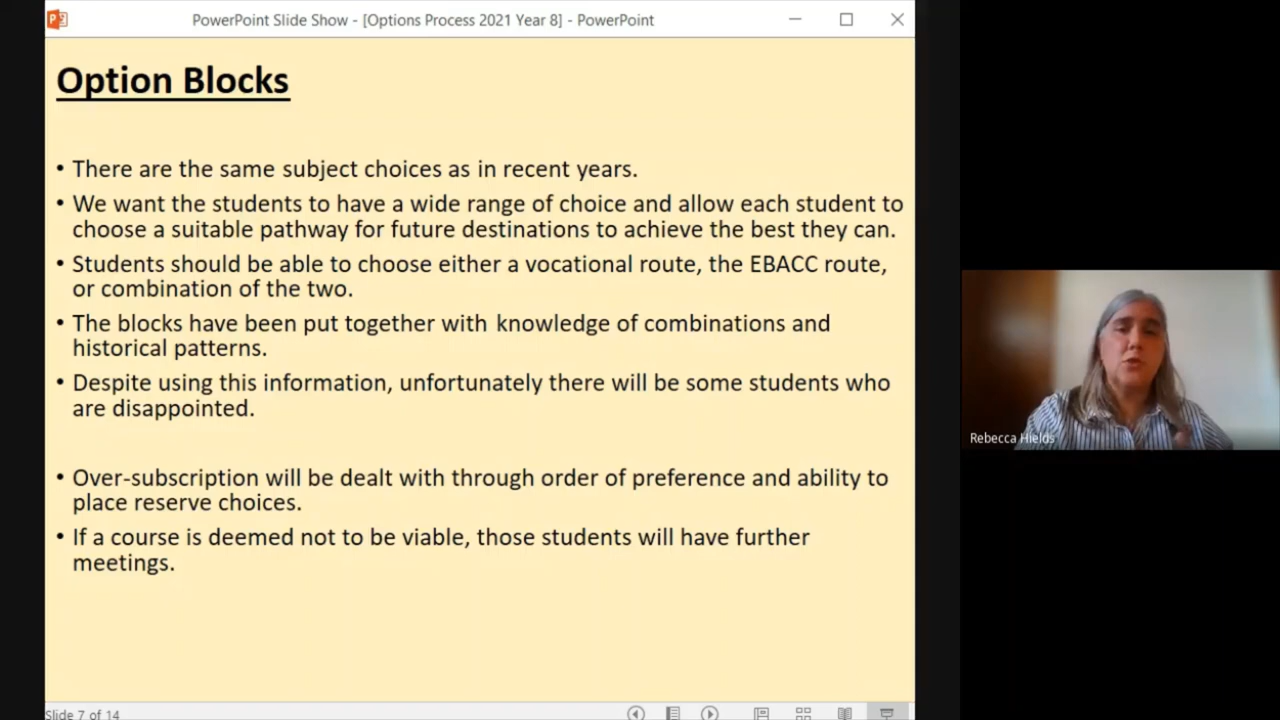 PowerPoint Slide Show - [Options Process 2021 Year 8] - PowerPoint
Option Blocks
• There are the same subject choices as in recent years.
• We want the students to have a wide range of choice and allow each student to
choose a suitable pathway for future destinations to achieve the best they can.
• Students should be able to choose either a vocational route, the EBACC route,
or combination of the two.
• The blocks have been put together with knowledge of combinations and
historical patterns.
• Despite using this information, unfortunately there will be some students who
are disappointed.
• Over-subscription will be dealt with through order of preference and ability to
place reserve choices.
• If a course is deemed not to be viable, those students will have further
meetings.
Rebecca Hields
Slide 7 of 14